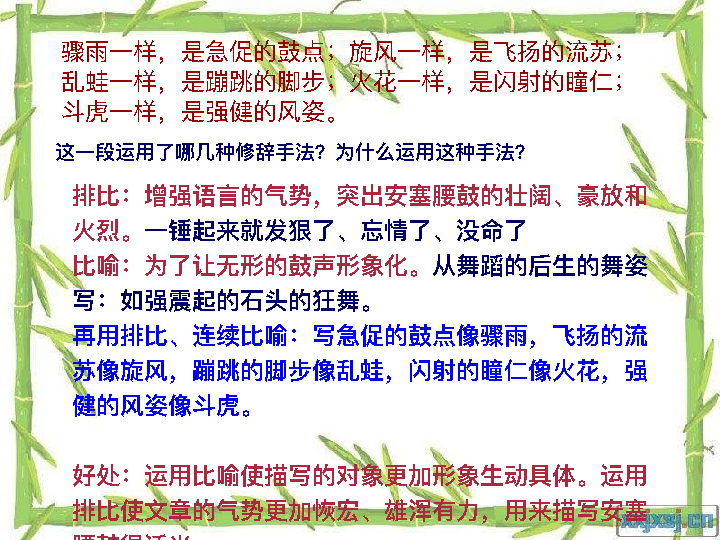 骤雨一样，是急促的鼓点；旋风一样，是飞扬的流苏；
乱蛙一样，是蹦跳的脚步；火花一样，是闪射的瞳仁；
斗虎一样，是强健的风姿。
这一段运用了哪几种修辞手法？为什么运用这种手法？
排比：增强语言的气势，突出安塞腰鼓的壮阔、豪放和
火烈。一锤起来就发狠了、忘情了、没命了
比喻：为了让无形的鼓声形象化。从舞蹈的后生的舞姿
写：如强震起的石头的狂舞。
再用排比、连续比喻：写急促的鼓点像骤雨，飞扬的流
苏像旋风，蹦跳的脚步像乱蛙，闪射的瞳仁像火花，强
健的风姿像斗虎。
好处：运用比喻使描写的对象更加形象生动具体。运用
排比使文章的气势更加恢宏、雄浑有力，用来描写安塞